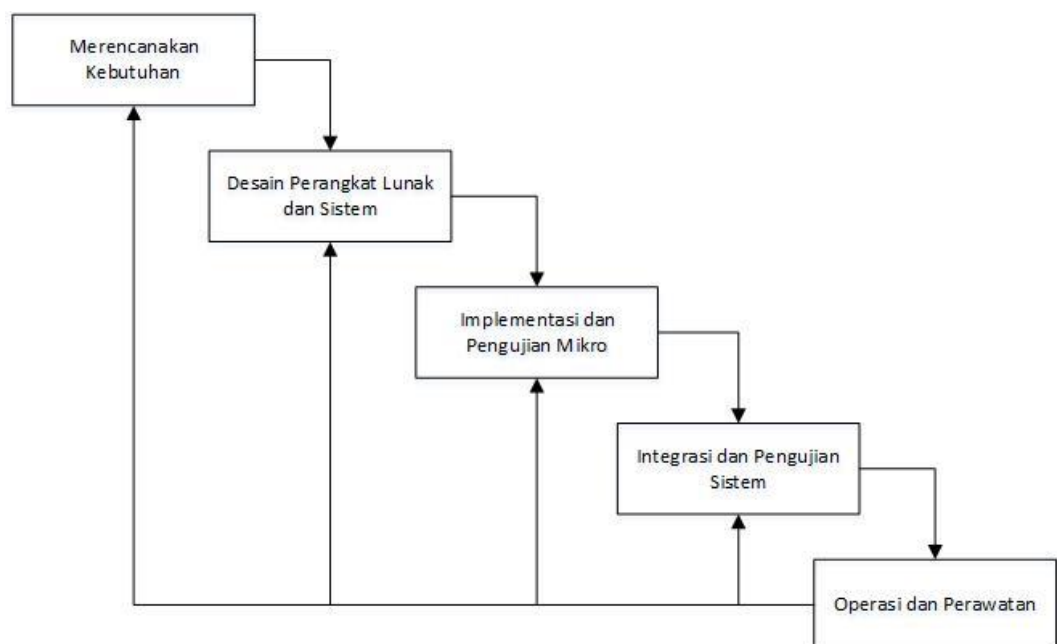 Merencanakan
Kebutuhan
Desain Perangkat Lunak
dan Sistem
Implementasi dan
Pengujian Mikro
Integrasi dan Pengujian
Sistem
Operasi dan Perawatan